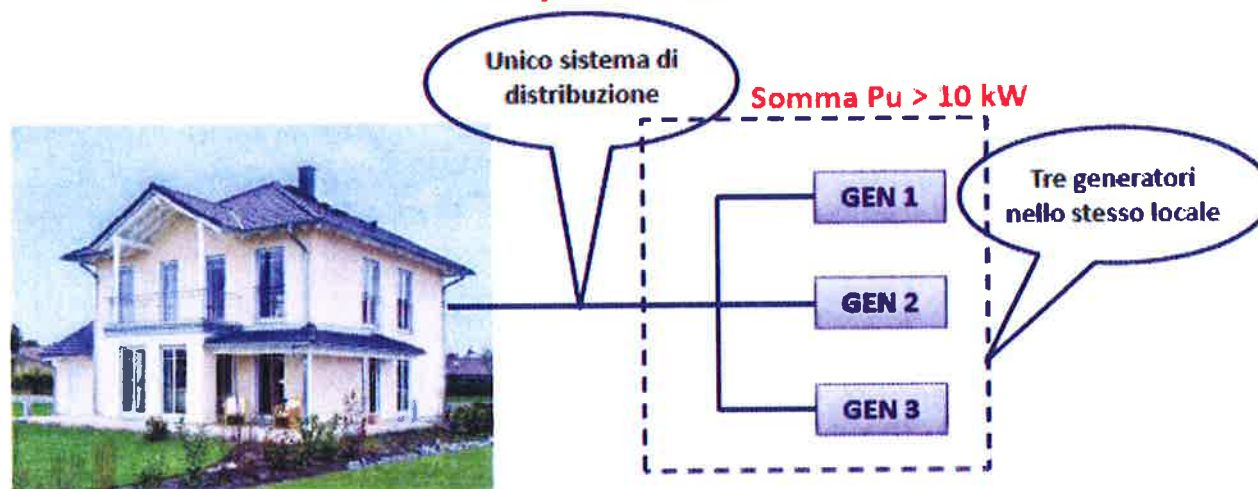 Unico sistema di
distribuzione
Somma Pu > 10 kW
Tre generatori
nello stesso locale
GEN 1
GEN 2
GEN 3